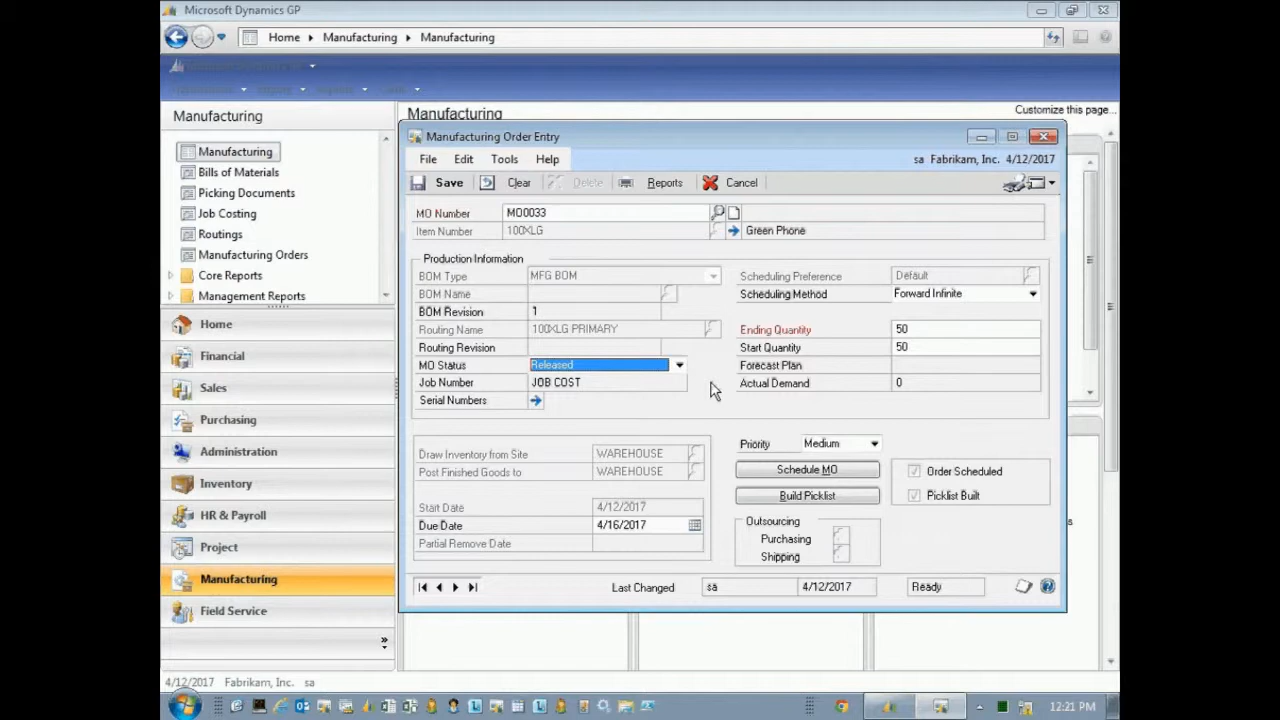 Microsoft Dynamics GP
Home Manufacturing Manufacturing
Manufacturing
Manufacturing
Customize this page...
Manufacturing
Bills of Materials
Picking Documents
Job Costing
Routings
Manufacturing Orders
Core Reports
Management Reports
Home
Financial
Sales
Purchasing
Administration
Inventory
HR & Payroll
Project
Manufacturing
Field Service
Manufacturing Order Entry
File Edit Tools Help
sa Fabrikam, Inc. 4/12/2017
Save Clear Delete Reports Cancel
MO Number MO0033
Item Number 100XLG Green Phone
Production Information
BOM Type MFG BOM
BOM Name
BOM Revision 1
Routing Name 100XLG PRIMARY
Routing Revision
MO Status Released
Job Number JOB COST
Serial Numbers
Scheduling Preference Default
Scheduling Method Forward Infinite
Ending Quantity 50
Start Quantity 50
Forecast Plan
Actual Demand 0
Draw Inventory from Site WAREHOUSE
Post Finished Goods to WAREHOUSE
Start Date 4/12/2017
Due Date 4/16/2017
Partial Remove Date
Priority Medium
Schedule MO
Build Picklist
Order Scheduled
Picklist Built
Outsourcing
Purchasing
Shipping
Last Changed sa 4/12/2017 Ready
4/12/2017 Fabrikam, Inc. sa
12:21 PM